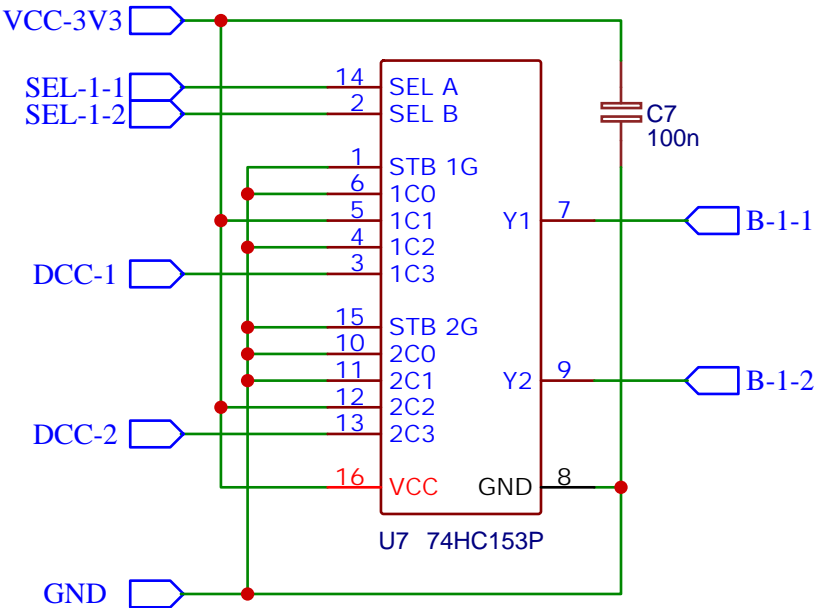 VCC-3V3
SEL-1-1
14
SEL A
SEL-1-2
2
SEL B
C7
100n
1
STB 1G
6
1C0
5
1C1
Y1
7
B-1-1
4
1C2
DCC-1
3
1C3
15
STB 2G
10
2C0
11
2C1
Y2
9
B-1-2
12
2C2
DCC-2
13
2C3
16
VCC
GND
8
U7 74HC153P
GND